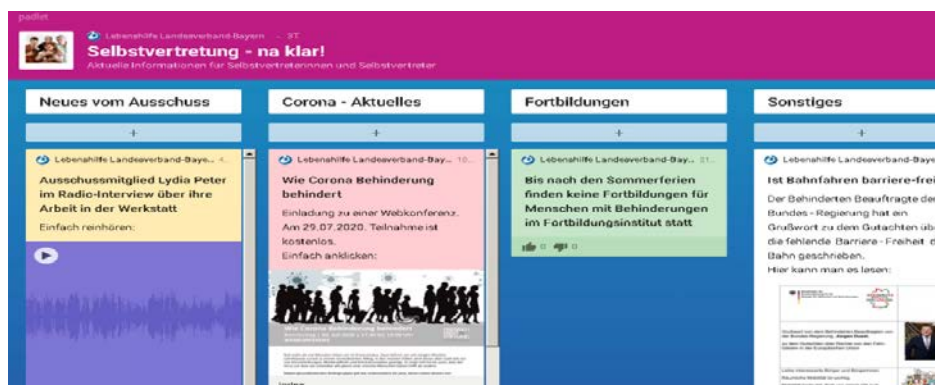 padlet
Lebenshilfe Landesverband-Bayern
Selbstvertretung - na klar!
Aktuelle Informationen für Selbstvertreterinnen und Selbstvertreter
Neues vom Ausschuss
+
Lebenshilfe Landesverband-Baye...
Ausschussmitglied Lydia Peter
im Radio-Interview über ihre
Arbeit in der Werkstatt
Einfach reinhören:
Corona - Aktuelles
+
Lebenshilfe Landesverband-Bay...
Wie Corona Behinderung
behindert
Einladung zu einer Webkonferenz.
Am 29.07.2020. Teilnahme ist
kostenlos.
Einfach anklicken:
Wie Corona Behinderung behindert
Fortbildungen
+
Lebenshilfe Landesverband-Bay...
Bis nach den Sommerferien
finden keine Fortbildungen für
Menschen mit Behinderungen
im Fortbildungsinstitut statt
0 0
Sonstiges
+
Lebenshilfe Landesverband-Baye
Ist Bahnfahren barriere-frei
Der Behinderten Beauftragte der
Bundes - Regierung hat ein
Grußwort zu dem Gutachten üb
die fehlende Barriere - Freiheit d
Bahn geschrieben.
Hier kann man es lesen: